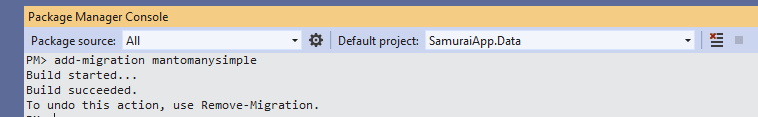 Package Manager Console
Package source: All Default project: SamuraiApp.Data
PM> add-migration mantomanysimple
Build started...
Build succeeded.
To undo this action, use Remove-Migration.